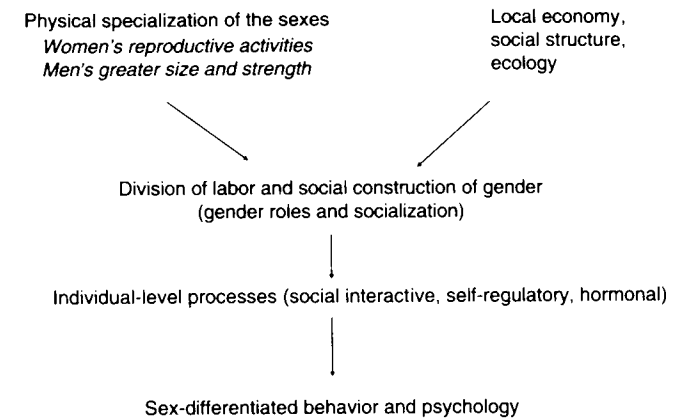 Physical specialization of the sexes
Women's reproductive activities
Men's greater size and strength
Local economy,
social structure,
ecology
Division of labor and social construction of gender
(gender roles and socialization)
Individual-level processes (social interactive, self-regulatory, hormonal)
Sex-differentiated behavior and psychology